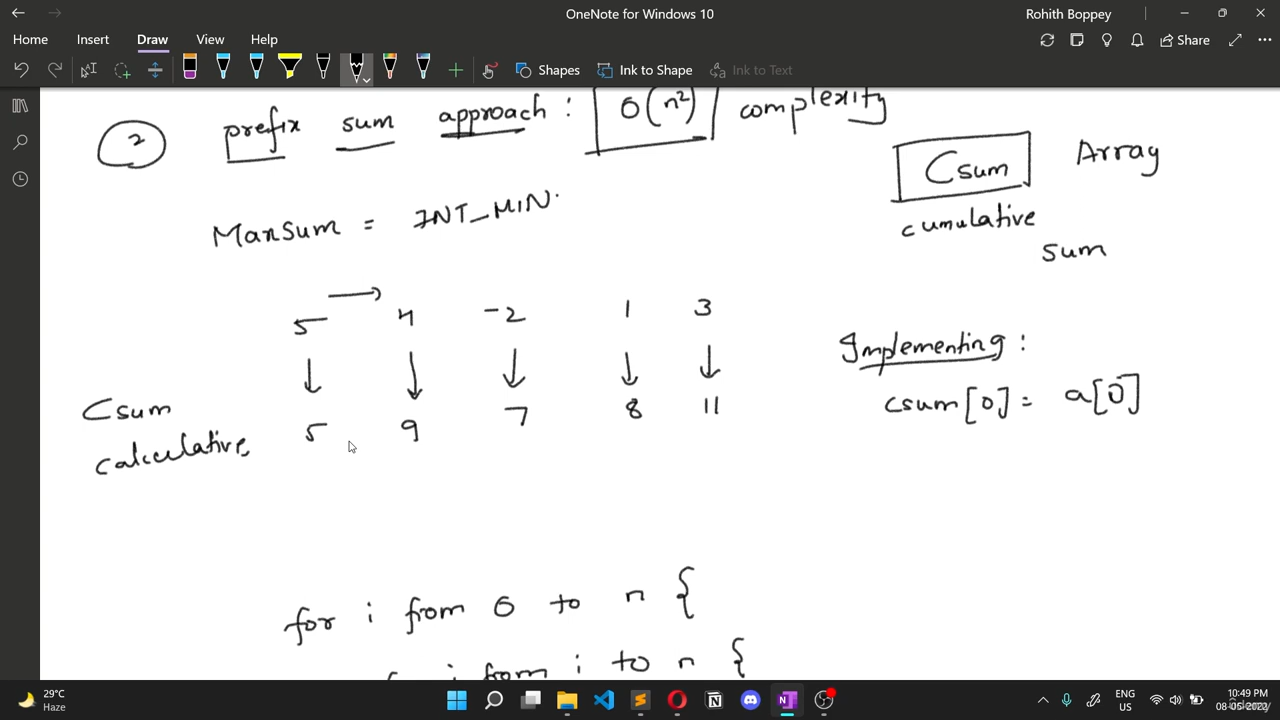 OneNote for Windows 10
Rohith Boppey
Home Insert Draw View Help
Share
Shapes Ink to Shape Ink to Text
2 prefix sum approach : O(n²) complexity
Csum Array
cumulative
sum
MaxSum = INT_MIN.
5 4 -2 1 3
Implementing :
csum[0] = a[0]
Csum
calculative
5 9 7 8 11
for i from 0 to n {
i from i to n {
29°C
Haze
ENG
US
10:49 PM